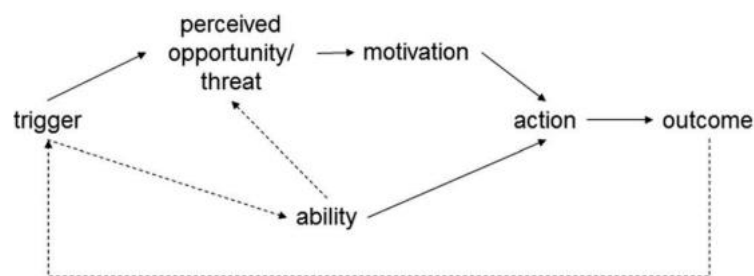 perceived
opportunity/
threat
motivation
trigger
action
outcome
ability